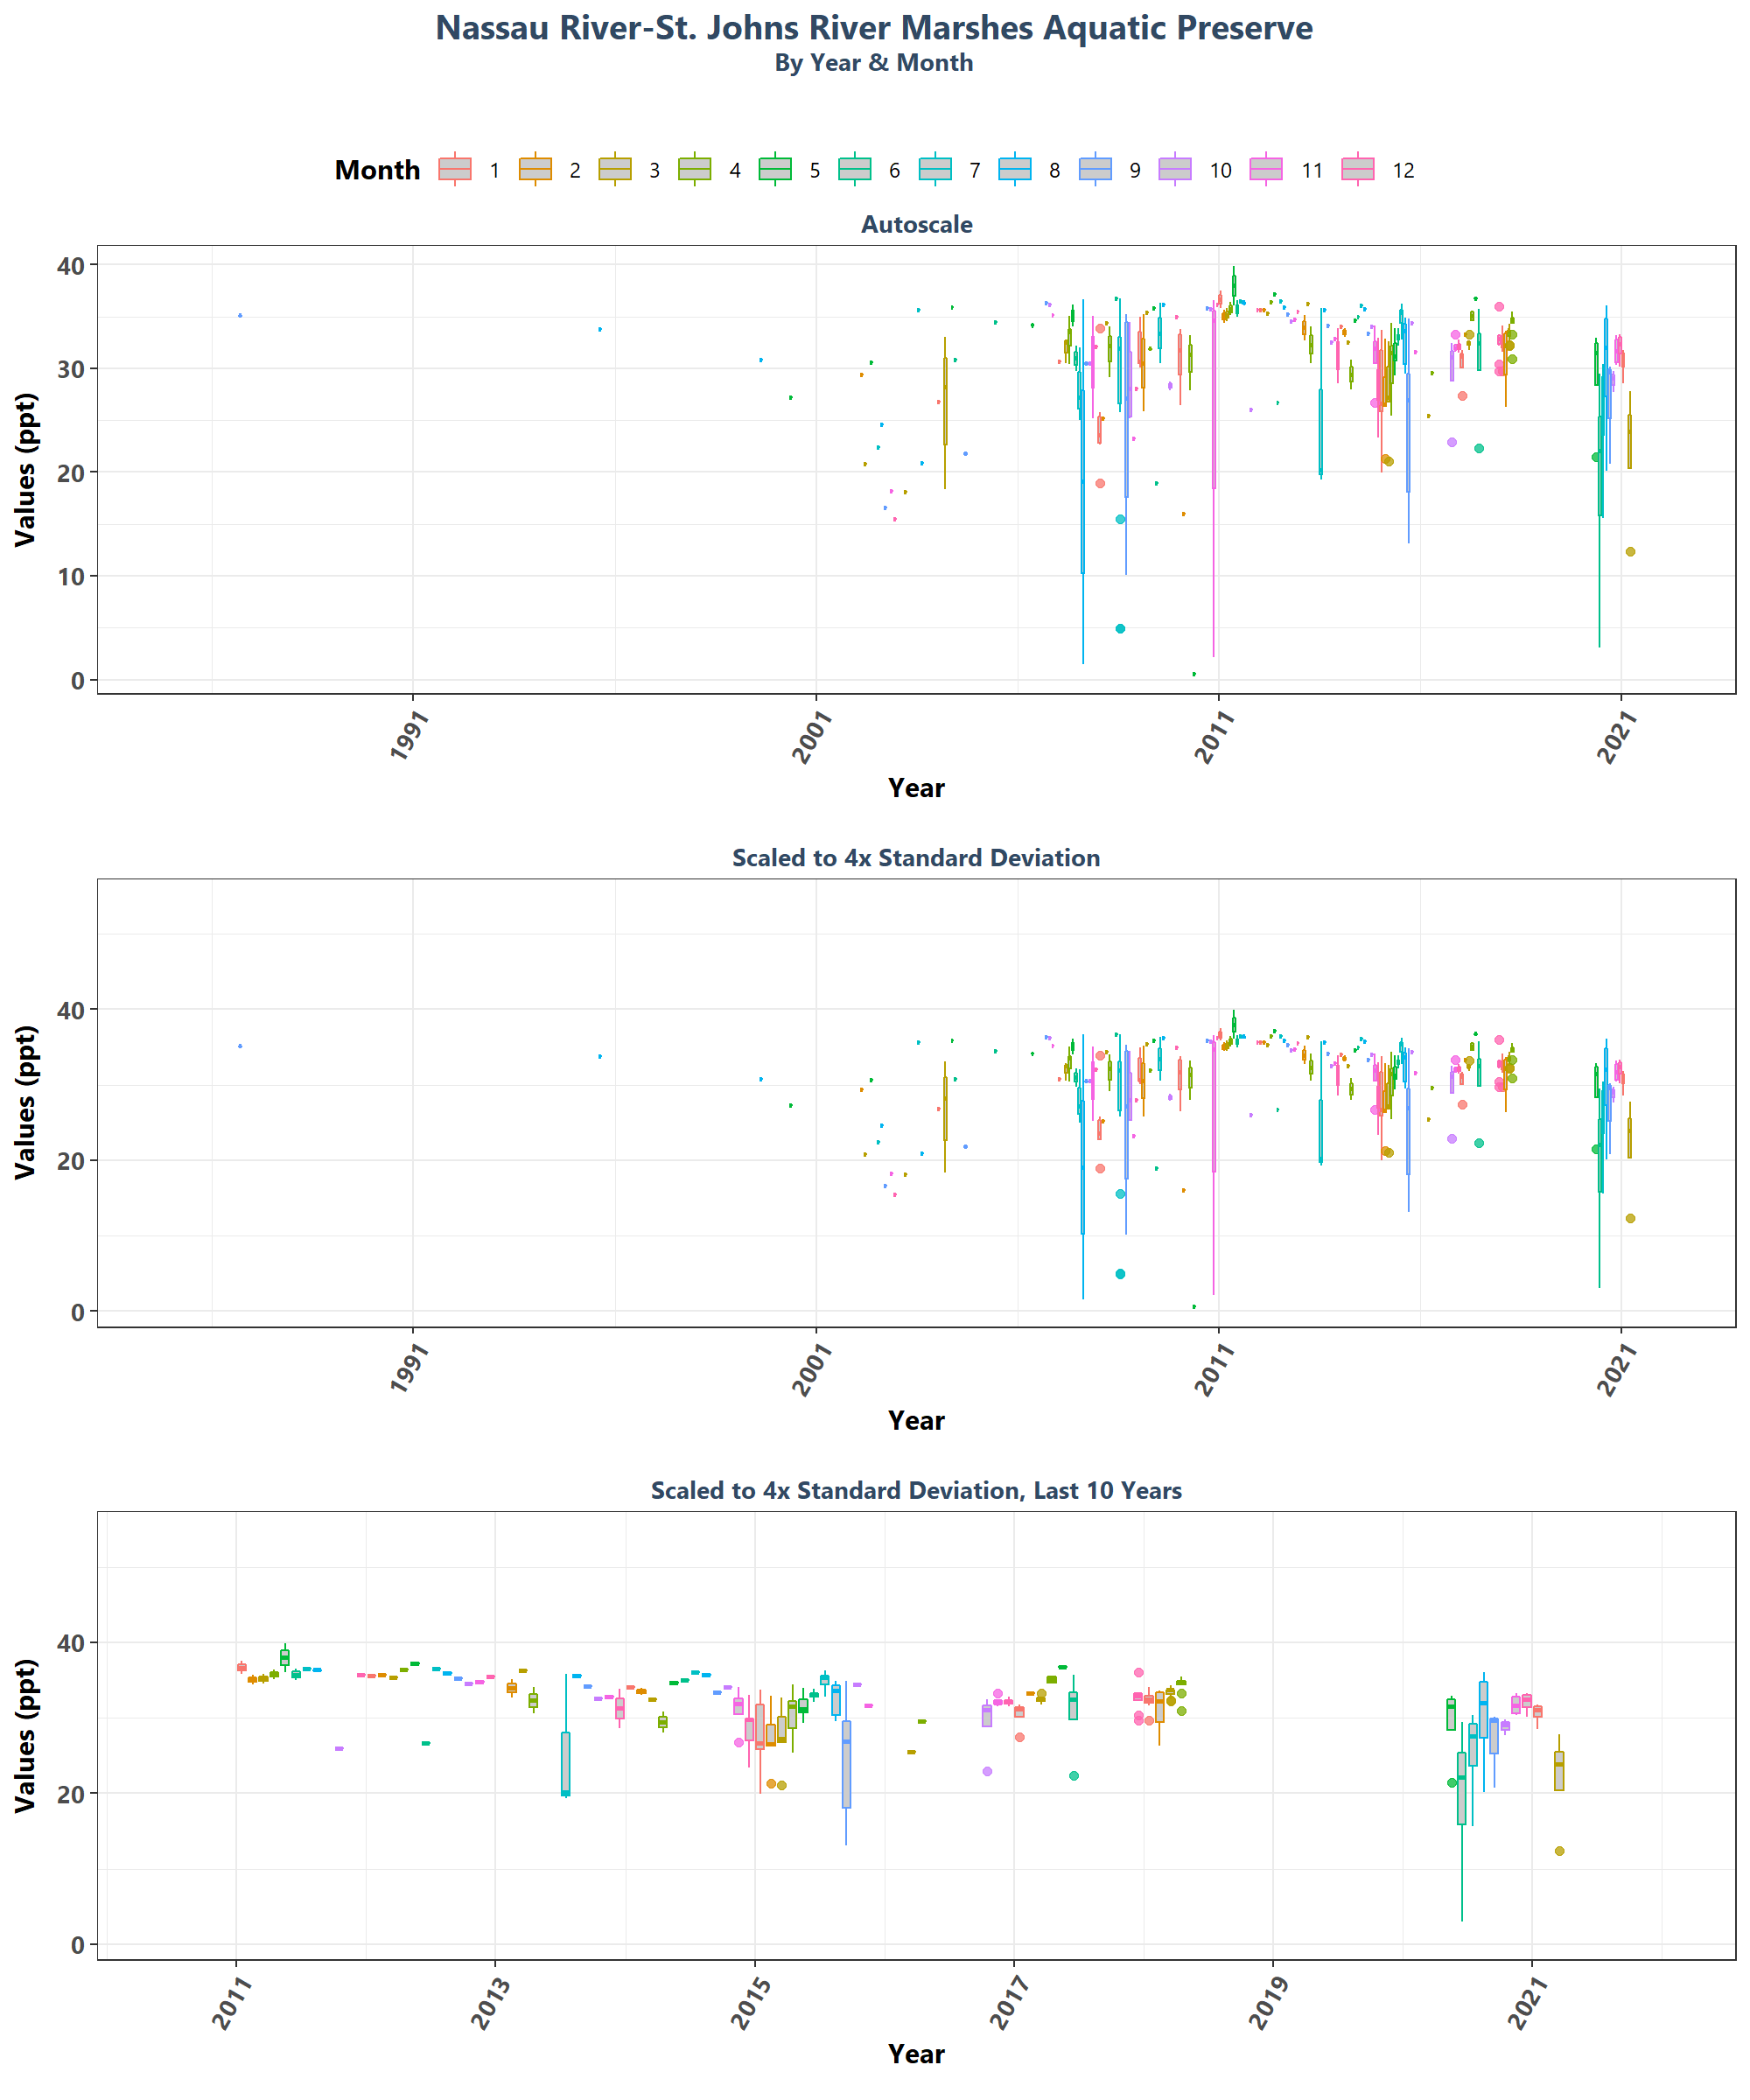 Nassau River-St. Johns River Marshes Aquatic Preserve
By Year & Month
Month 1 2 3 4 5 6 7 8 9 10 11 12
Autoscale
Values (ppt)
40
30
20
10
0
1991 2001 2011 2021
Year
Scaled to 4x Standard Deviation
Values (ppt)
40
20
0
1991 2001 2011 2021
Year
Scaled to 4x Standard Deviation, Last 10 Years
Values (ppt)
40
20
0
2011 2013 2015 2017 2019 2021
Year